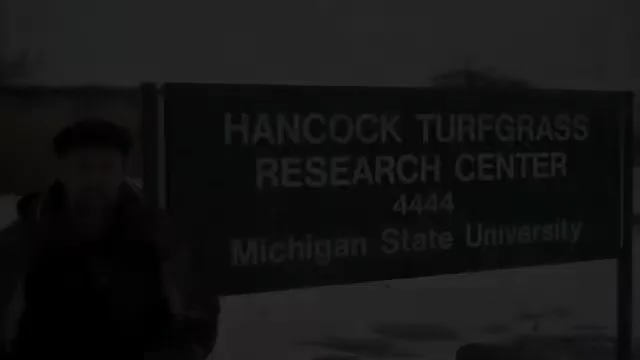 HANCOCK TURFGRASS
RESEARCH CENTER
4444
Michigan State University